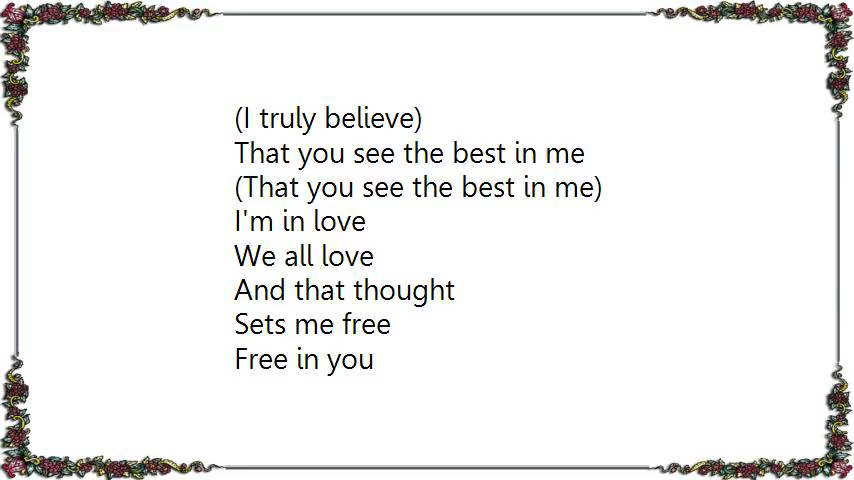 (I truly believe)
That you see the best in me
(That you see the best in me)
I'm in love
We all love
And that thought
Sets me free
Free in you